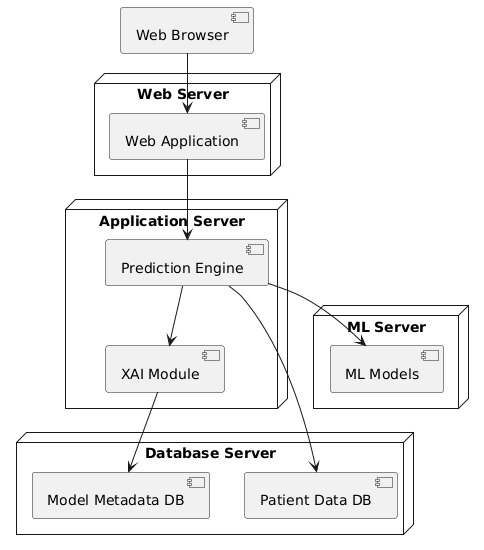 Web Browser
Web Server
Web Application
Application Server
Prediction Engine
ML Server
XAI Module
ML Models
Database Server
Model Metadata DB
Patient Data DB